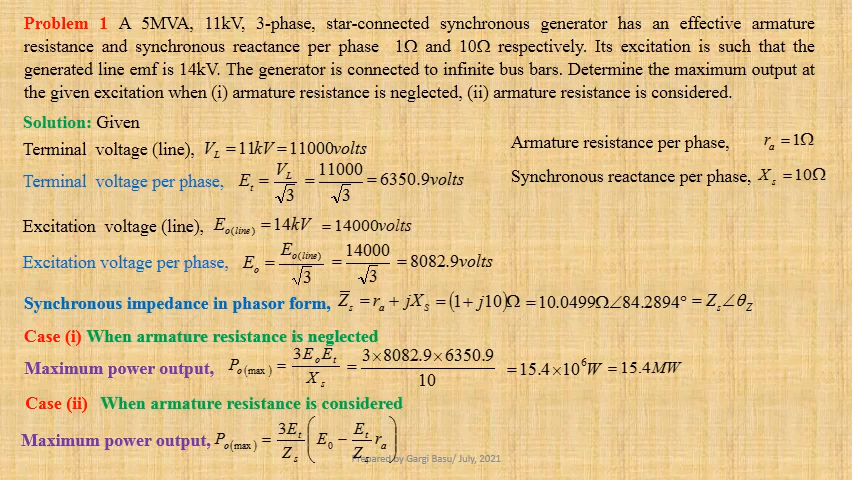 Problem 1 A 5MVA, 11kV, 3-phase, star-connected synchronous generator has an effective armature
resistance and synchronous reactance per phase 1Ω and 10Ω respectively. Its excitation is such that the
generated line emf is 14kV. The generator is connected to infinite bus bars. Determine the maximum output at
the given excitation when (i) armature resistance is neglected, (ii) armature resistance is considered.
Solution: Given
Terminal voltage (line), V_L = 11kV = 11000volts
Armature resistance per phase, r_a = 1Ω
Terminal voltage per phase, E_t = V_L/√3 = 11000/√3 = 6350.9volts
Synchronous reactance per phase, X_s = 10Ω
Excitation voltage (line), E_o(line) = 14kV = 14000volts
Excitation voltage per phase, E_o = E_o(line)/√3 = 14000/√3 = 8082.9volts
Synchronous impedance in phasor form, Z̅_s = r_a + jX_S = (1 + j10)Ω = 10.0499Ω∠84.2894° = Z_s∠θ_Z
Case (i) When armature resistance is neglected
Maximum power output, P_o(max) = 3E_oE_t/X_s = 3×8082.9×6350.9/10 = 15.4×10^6W = 15.4MW
Case (ii) When armature resistance is considered
Maximum power output, P_o(max) = 3E_t/Z_s (E_0 − E_t/Z_s r_a)
Prepared by Gargi Basu/ July, 2021